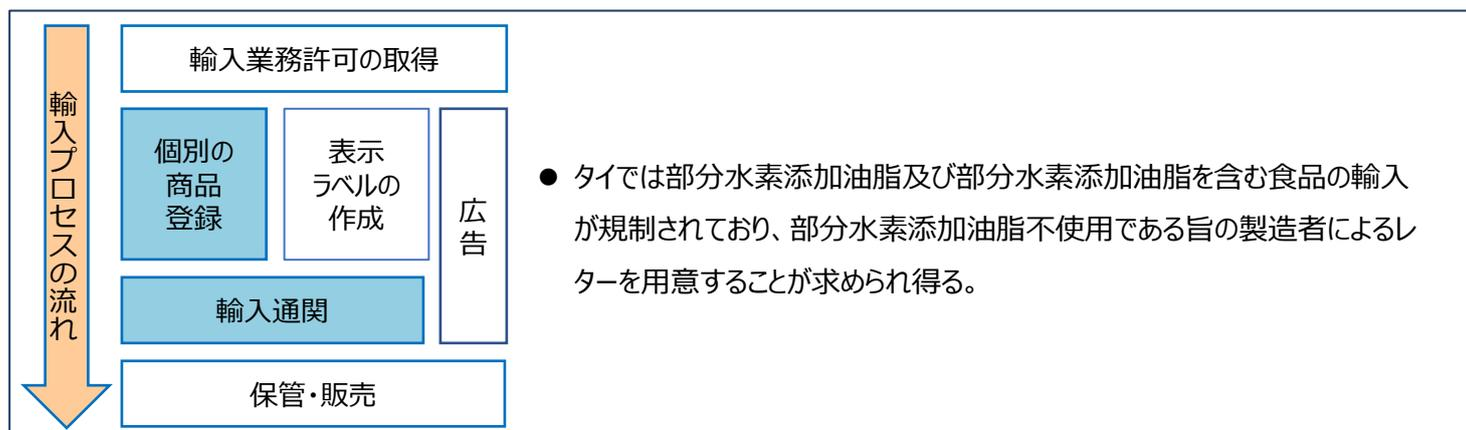 輸入プロセスの流れ
輸入業務許可の取得
個別の
商品
登録
表示
ラベルの
作成
広告
輸入通関
保管・販売
● タイでは部分水素添加油脂及び部分水素添加油脂を含む食品の輸入
が規制されており、部分水素添加油脂不使用である旨の製造者によるレ
ターを用意することが求められ得る。